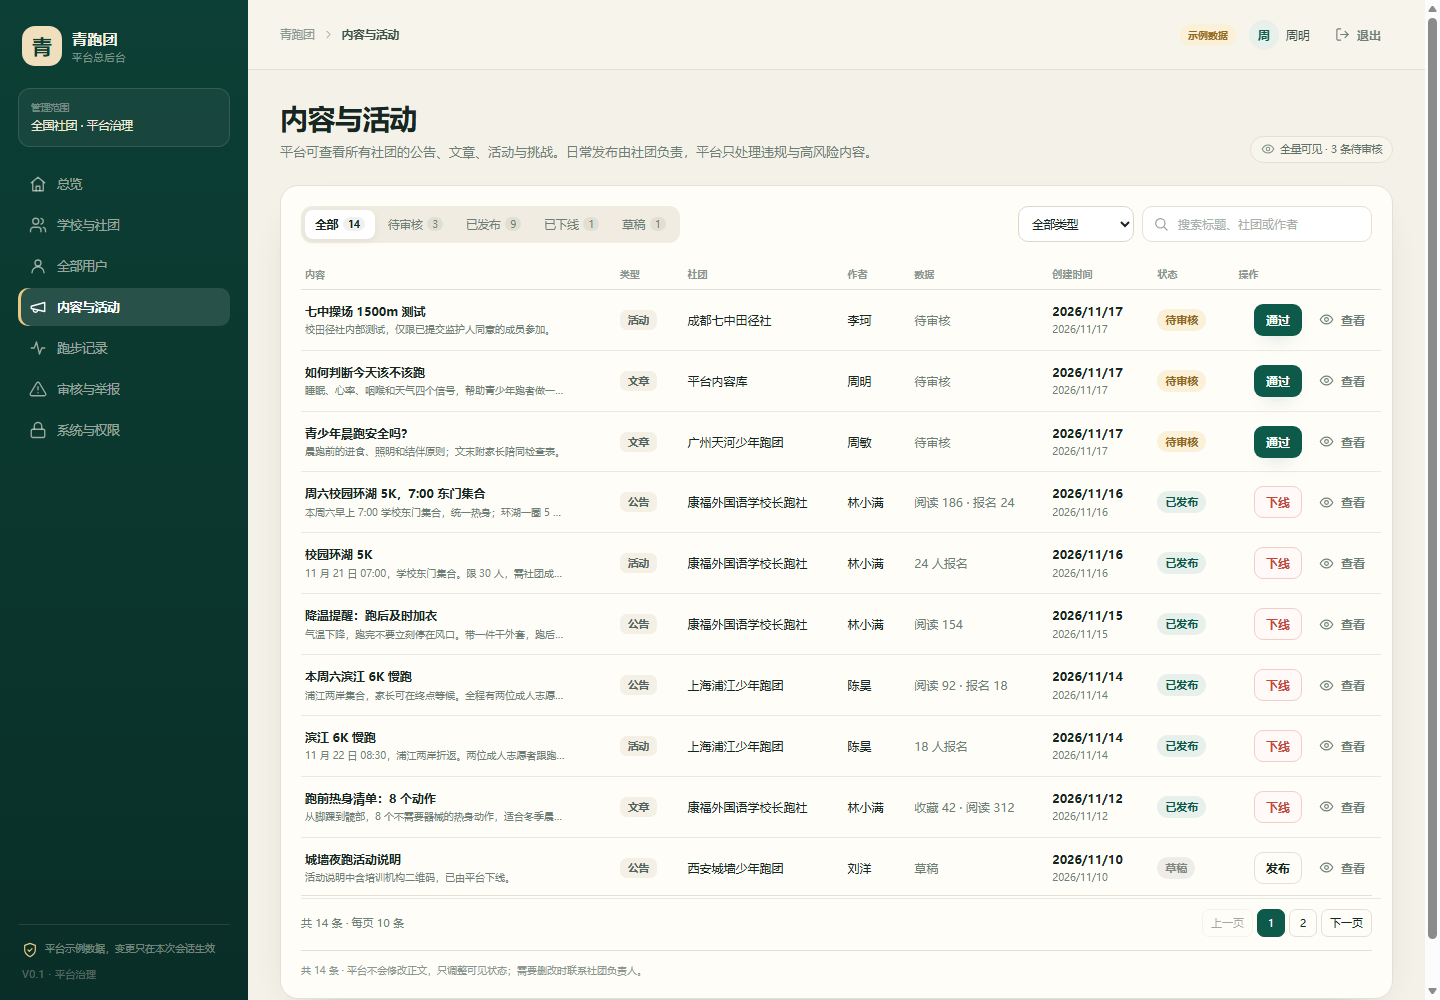 青
青跑团
平台总后台
管理范围
全国社团 · 平台治理
总览
学校与社团
全部用户
内容与活动
跑步记录
审核与举报
系统与权限
平台示例数据，变更只在本次会话生效
V0.1 · 平台治理
青跑团 > 内容与活动
示例数据 周 周明 退出
内容与活动
平台可查看所有社团的公告、文章、活动与挑战。日常发布由社团负责，平台只处理违规与高风险内容。
全量可见 · 3 条待审核
全部 14 待审核 3 已发布 9 已下线 1 草稿 1
全部类型 搜索标题、社团或作者
内容 类型 社团 作者 数据 创建时间 状态 操作
七中操场 1500m 测试 活动 成都七中田径社 李珂 待审核 2026/11/17 待审核 通过 查看
校田径社内部测试，仅限已提交监护人同意的成员参加。 2026/11/17
如何判断今天该不该跑 文章 平台内容库 周明 待审核 2026/11/17 待审核 通过 查看
睡眠、心率、咽喉和天气四个信号，帮助青少年跑者做一... 2026/11/17
青少年晨跑安全吗？ 文章 广州天河少年跑团 周敏 待审核 2026/11/17 待审核 通过 查看
晨跑前的进食、照明和结伴原则；文末附家长陪同检查表。 2026/11/17
周六校园环湖 5K，7:00 东门集合 公告 康福外国语学校长跑社 林小满 阅读 186 · 报名 24 2026/11/16 已发布 下线 查看
本周六早上 7:00 学校东门集合，统一热身；环湖一圈 5 ... 2026/11/16
校园环湖 5K 活动 康福外国语学校长跑社 林小满 24 人报名 2026/11/16 已发布 下线 查看
11 月 21 日 07:00，学校东门集合。限 30 人，需社团成... 2026/11/16
降温提醒：跑后及时加衣 公告 康福外国语学校长跑社 林小满 阅读 154 2026/11/15 已发布 下线 查看
气温下降，跑完不要立刻停在风口。带一件干外套，跑后... 2026/11/15
本周六滨江 6K 慢跑 公告 上海浦江少年跑团 陈昊 阅读 92 · 报名 18 2026/11/14 已发布 下线 查看
浦江两岸集合，家长可在终点等候。全程有两位成人志愿... 2026/11/14
滨江 6K 慢跑 活动 上海浦江少年跑团 陈昊 18 人报名 2026/11/14 已发布 下线 查看
11 月 22 日 08:30，浦江两岸折返。两位成人志愿者跟跑... 2026/11/14
跑前热身清单：8 个动作 文章 康福外国语学校长跑社 林小满 收藏 42 · 阅读 312 2026/11/12 已发布 下线 查看
从脚踝到髋部，8 个不需要器械的热身动作，适合冬季晨... 2026/11/12
城墙夜跑活动说明 公告 西安城墙少年跑团 刘洋 草稿 2026/11/10 草稿 发布 查看
活动说明中含培训机构二维码，已由平台下线。 2026/11/10
共 14 条 · 每页 10 条 上一页 1 2 下一页
共 14 条 · 平台不会修改正文，只调整可见状态；需要删改时联系社团负责人。